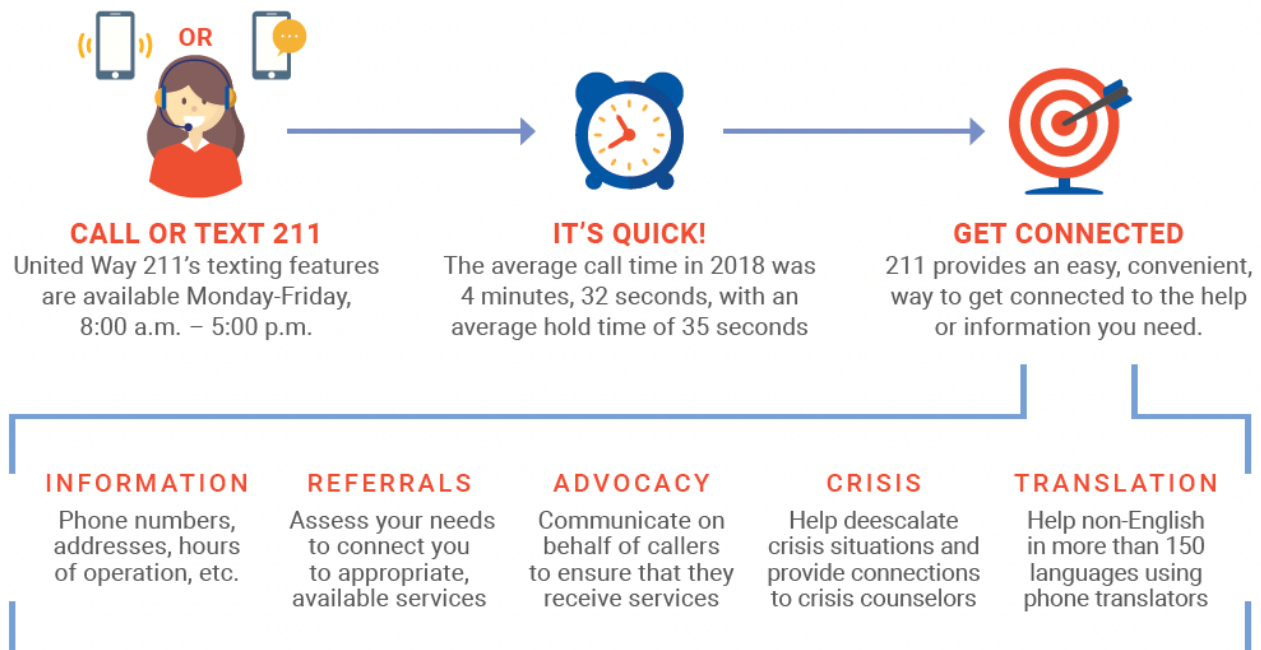 OR
CALL OR TEXT 211
United Way 211’s texting features
are available Monday-Friday,
8:00 a.m. – 5:00 p.m.
IT’S QUICK!
The average call time in 2018 was
4 minutes, 32 seconds, with an
average hold time of 35 seconds
GET CONNECTED
211 provides an easy, convenient,
way to get connected to the help
or information you need.
INFORMATION
Phone numbers,
addresses, hours
of operation, etc.
REFERRALS
Assess your needs
to connect you
to appropriate,
available services
ADVOCACY
Communicate on
behalf of callers
to ensure that they
receive services
CRISIS
Help deescalate
crisis situations and
provide connections
to crisis counselors
TRANSLATION
Help non-English
in more than 150
languages using
phone translators